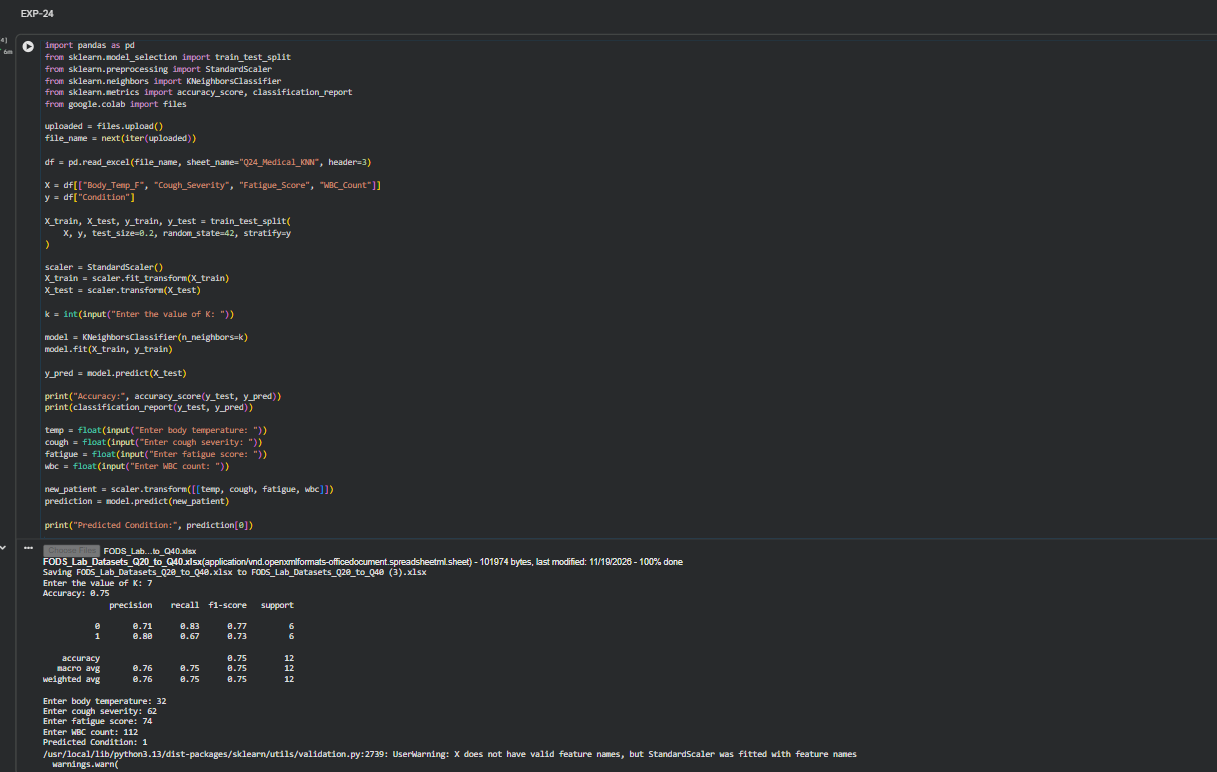 EXP-24
6m
import pandas as pd
from sklearn.model_selection import train_test_split
from sklearn.preprocessing import StandardScaler
from sklearn.neighbors import KNeighborsClassifier
from sklearn.metrics import accuracy_score, classification_report
from google.colab import files
uploaded = files.upload()
file_name = next(iter(uploaded))
df = pd.read_excel(file_name, sheet_name="Q24_Medical_KNN", header=3)
X = df[["Body_Temp_F", "Cough_Severity", "Fatigue_Score", "WBC_Count"]]
y = df["Condition"]
X_train, X_test, y_train, y_test = train_test_split(
    X, y, test_size=0.2, random_state=42, stratify=y
)
scaler = StandardScaler()
X_train = scaler.fit_transform(X_train)
X_test = scaler.transform(X_test)
k = int(input("Enter the value of K: "))
model = KNeighborsClassifier(n_neighbors=k)
model.fit(X_train, y_train)
y_pred = model.predict(X_test)
print("Accuracy:", accuracy_score(y_test, y_pred))
print(classification_report(y_test, y_pred))
temp = float(input("Enter body temperature: "))
cough = float(input("Enter cough severity: "))
fatigue = float(input("Enter fatigue score: "))
wbc = float(input("Enter WBC count: "))
new_patient = scaler.transform([[temp, cough, fatigue, wbc]])
prediction = model.predict(new_patient)
print("Predicted Condition:", prediction[0])
Choose Files FODS_Lab...to_Q40.xlsx
FODS_Lab_Datasets_Q20_to_Q40.xlsx(application/vnd.openxmlformats-officedocument.spreadsheetml.sheet) - 101974 bytes, last modified: 11/19/2026 - 100% done
Saving FODS_Lab_Datasets_Q20_to_Q40.xlsx to FODS_Lab_Datasets_Q20_to_Q40 (3).xlsx
Enter the value of K: 7
Accuracy: 0.75
precision recall f1-score support
0 0.71 0.83 0.77 6
1 0.80 0.67 0.73 6
accuracy 0.75 12
macro avg 0.76 0.75 0.75 12
weighted avg 0.76 0.75 0.75 12
Enter body temperature: 32
Enter cough severity: 62
Enter fatigue score: 74
Enter WBC count: 112
Predicted Condition: 1
/usr/local/lib/python3.13/dist-packages/sklearn/utils/validation.py:2739: UserWarning: X does not have valid feature names, but StandardScaler was fitted with feature names
  warnings.warn(